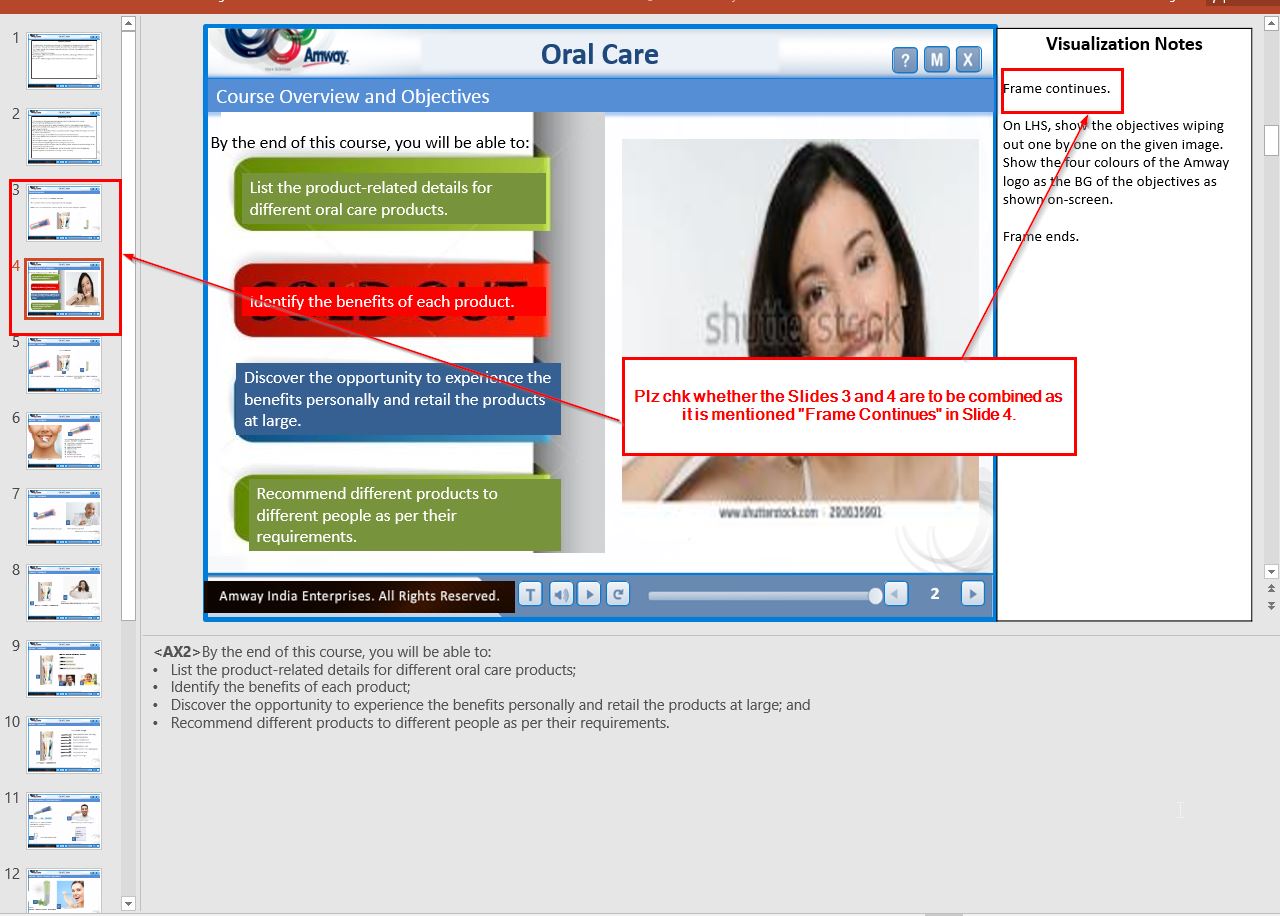 1
2
3
4
5
6
7
8
9
10
11
12
Amway.
Oral Care
? M X
Course Overview and Objectives
By the end of this course, you will be able to:
List the product-related details for
different oral care products.
SOLD OUT
Identify the benefits of each product.
Discover the opportunity to experience the
benefits personally and retail the products
at large.
Recommend different products to
different people as per their
requirements.
shutterstock
www.shutterstock.com · 293035991
Plz chk whether the Slides 3 and 4 are to be combined as
it is mentioned "Frame Continues" in Slide 4.
Amway India Enterprises. All Rights Reserved.
T
2
Visualization Notes
Frame continues.
On LHS, show the objectives wiping
out one by one on the given image.
Show the four colours of the Amway
logo as the BG of the objectives as
shown on-screen.
Frame ends.
<AX2>By the end of this course, you will be able to:
• List the product-related details for different oral care products;
• Identify the benefits of each product;
• Discover the opportunity to experience the benefits personally and retail the products at large; and
• Recommend different products to different people as per their requirements.